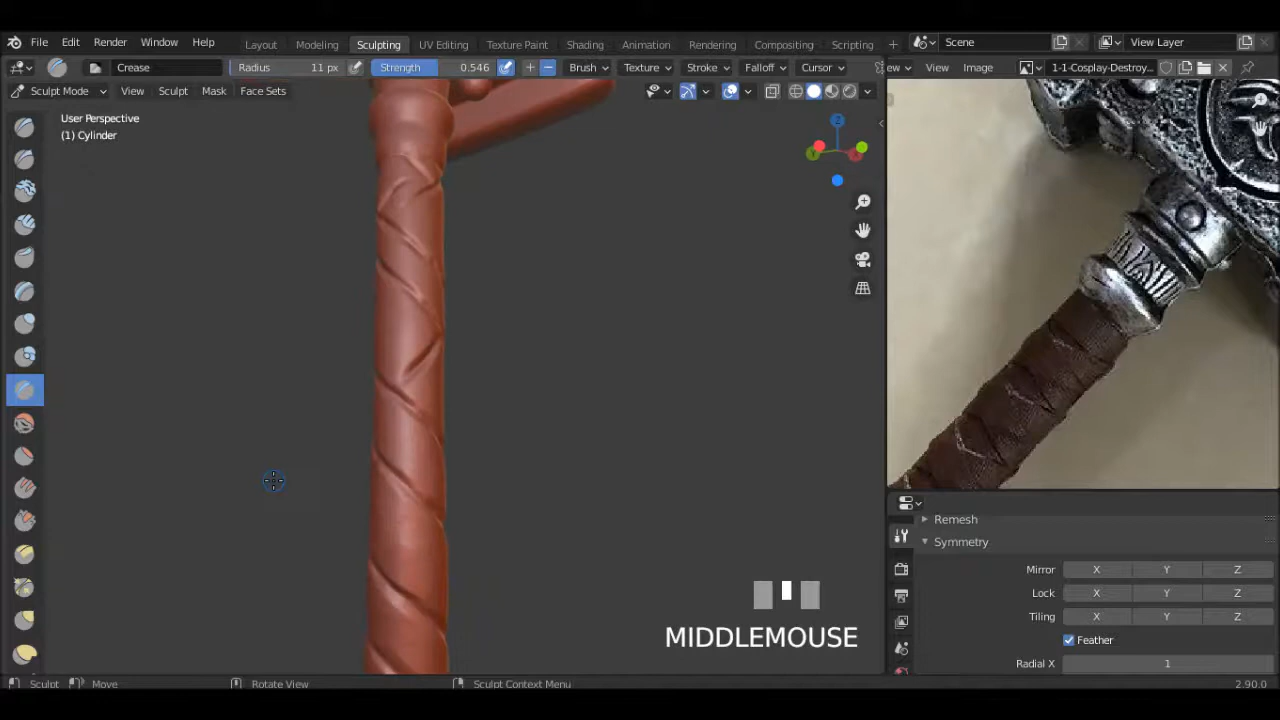 File Edit Render Window Help Layout Modeling Sculpting UV Editing Texture Paint Shading Animation Rendering Compositing Scripting Scene View Layer
Crease Radius 11 px Strength 0.546 Brush Texture Stroke Falloff Cursor ew View Image 1-1-Cosplay-Destroy...
Sculpt Mode View Sculpt Mask Face Sets
User Perspective
(1) Cylinder
Z
Remesh
Symmetry
Mirror X Y Z
Lock X Y Z
Tiling X Y Z
Feather
Radial X 1
MIDDLEMOUSE
Sculpt Move Rotate View Sculpt Context Menu 2.90.0